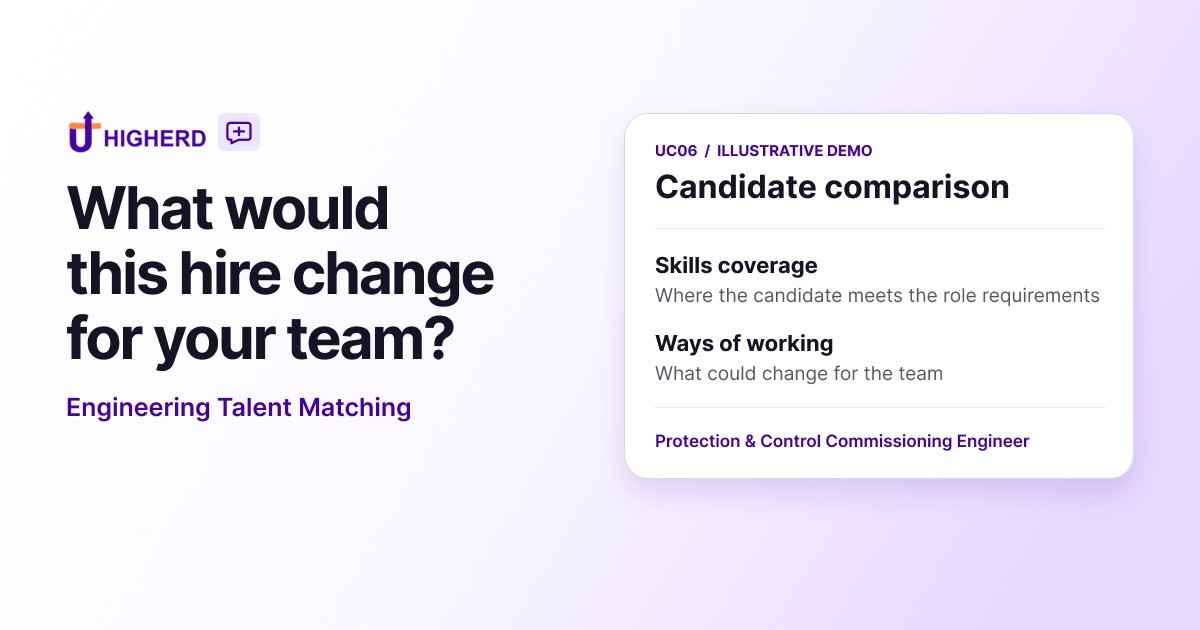 HIGHERD
What would
this hire change
for your team?
Engineering Talent Matching
UC06 / ILLUSTRATIVE DEMO
Candidate comparison
Skills coverage
Where the candidate meets the role requirements
Ways of working
What could change for the team
Protection & Control Commissioning Engineer